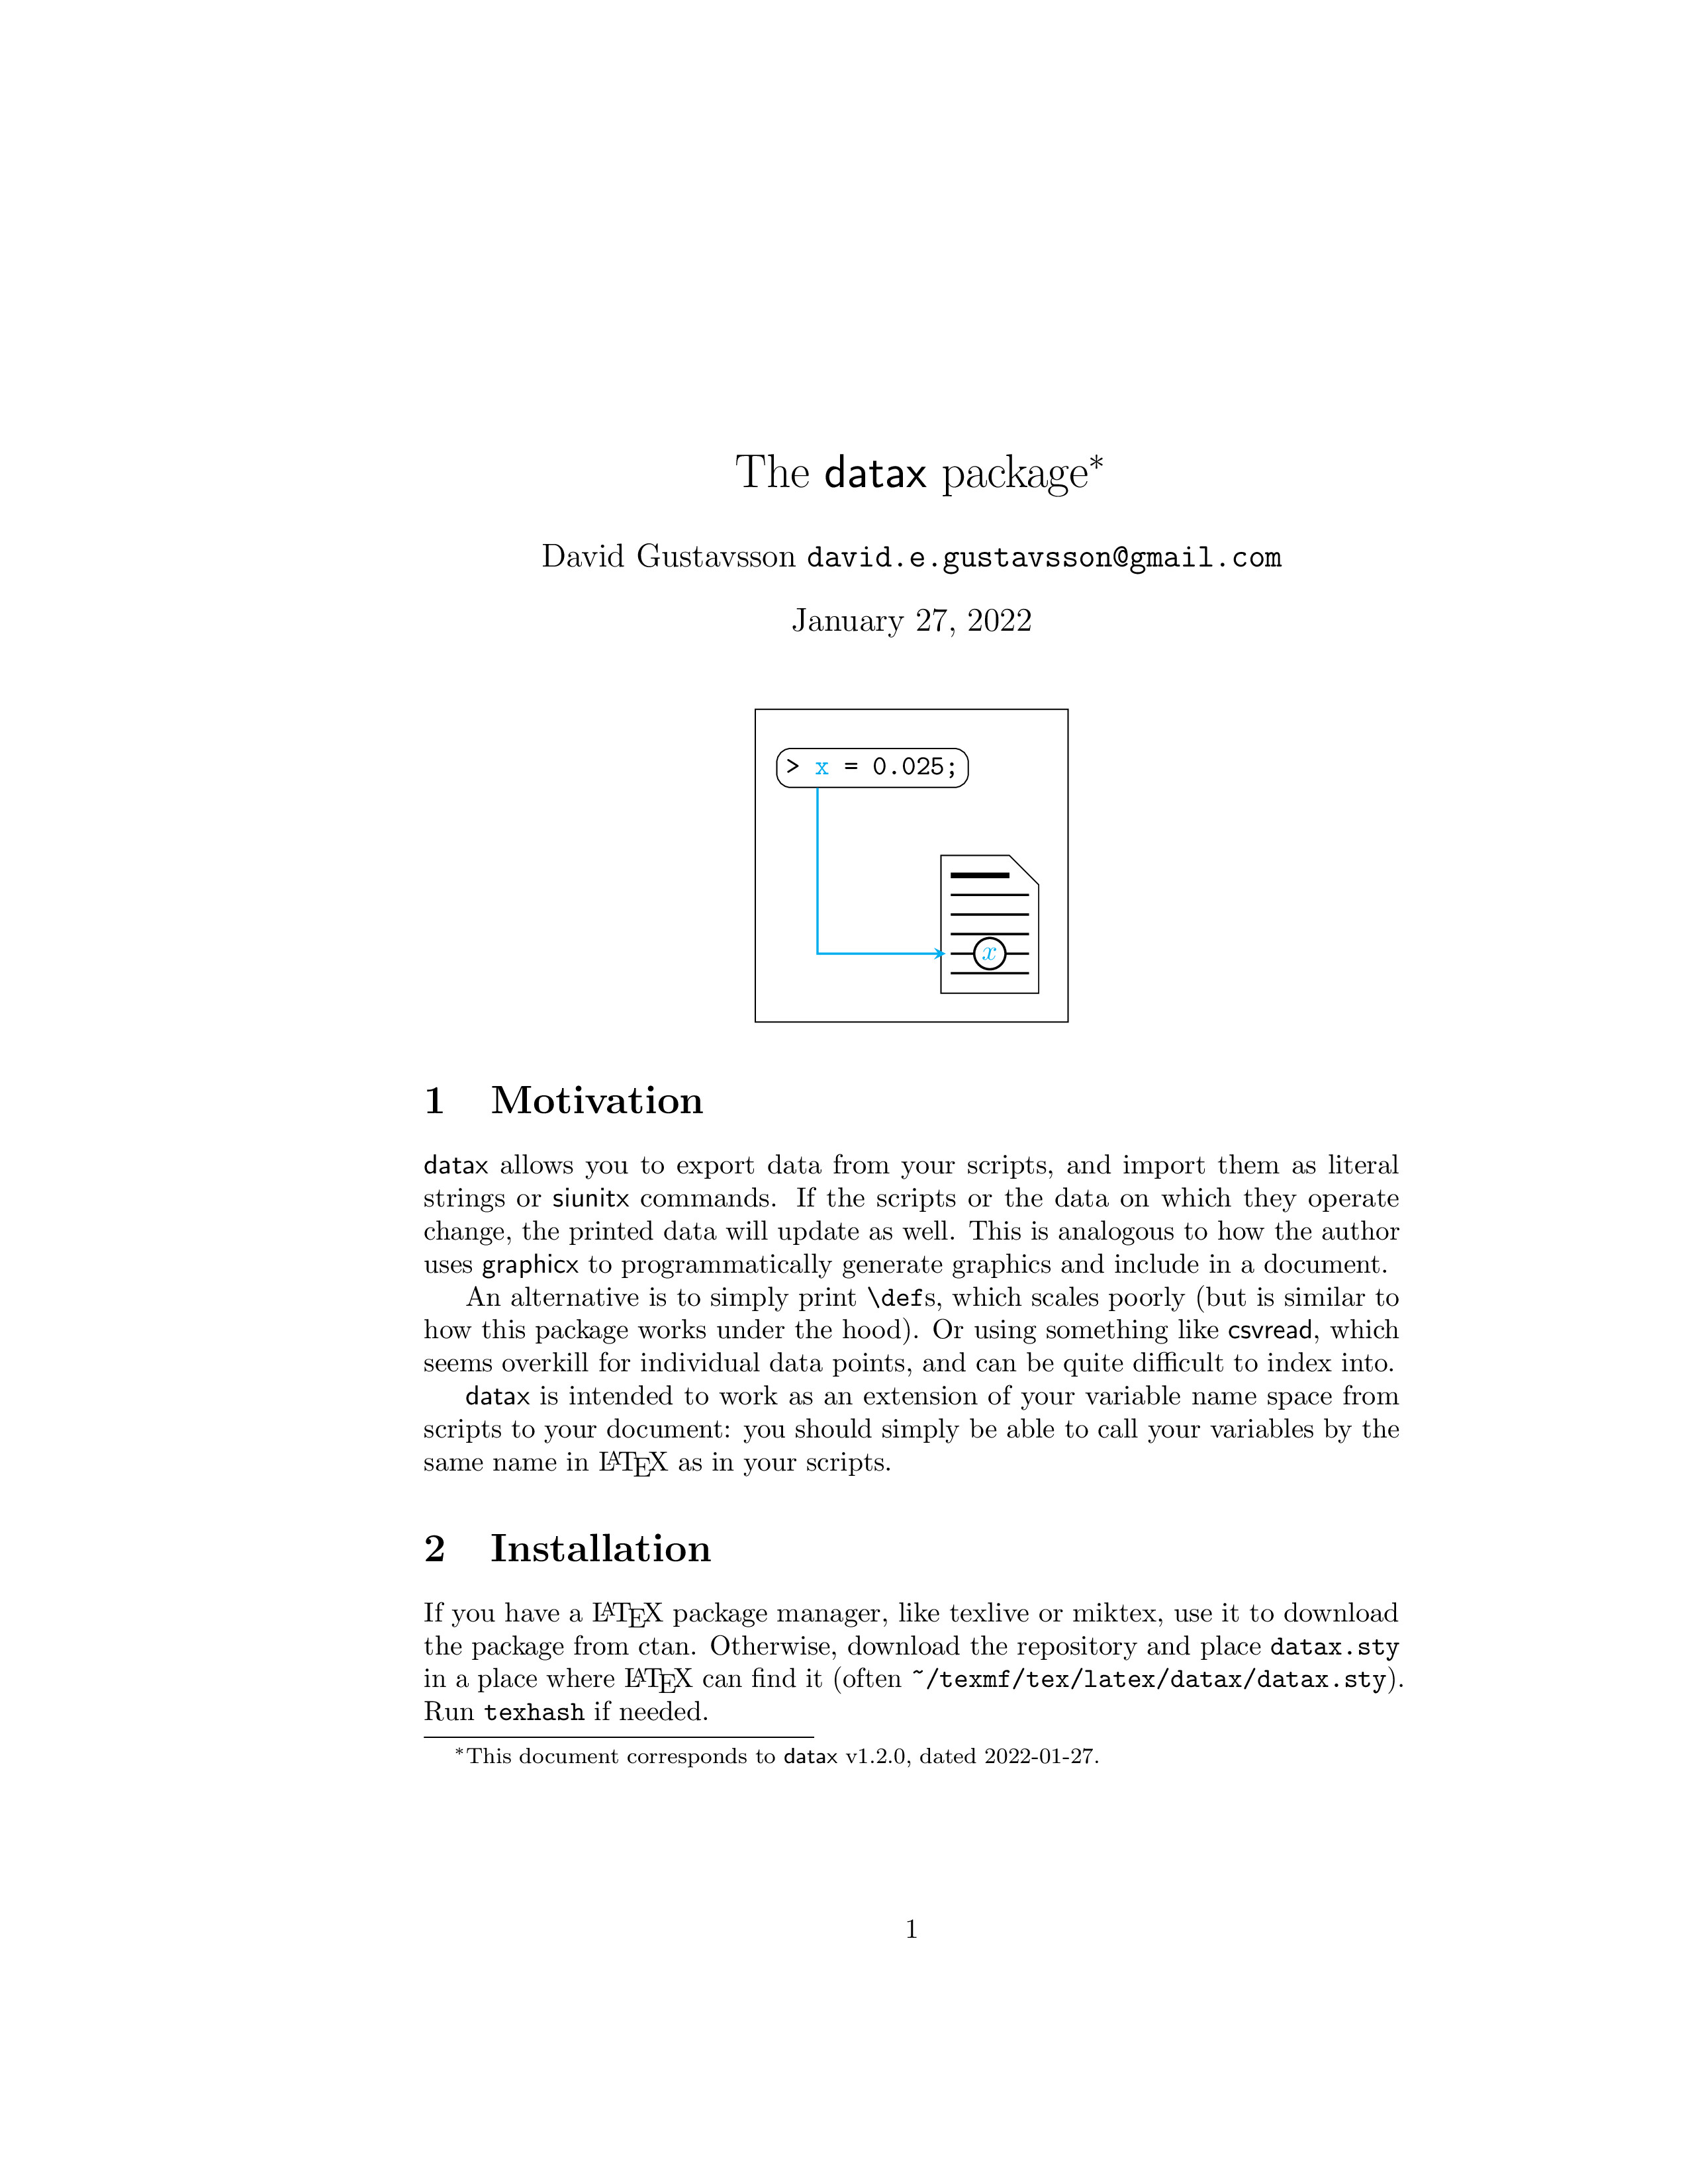 The datax package*
David Gustavsson david.e.gustavsson@gmail.com
January 27, 2022
> x = 0.025;
x
1 Motivation
datax allows you to export data from your scripts, and import them as literal
strings or siunitx commands. If the scripts or the data on which they operate
change, the printed data will update as well. This is analogous to how the author
uses graphicx to programmatically generate graphics and include in a document.
An alternative is to simply print \defs, which scales poorly (but is similar to
how this package works under the hood). Or using something like csvread, which
seems overkill for individual data points, and can be quite difficult to index into.
datax is intended to work as an extension of your variable name space from
scripts to your document: you should simply be able to call your variables by the
same name in LATEX as in your scripts.
2 Installation
If you have a LATEX package manager, like texlive or miktex, use it to download
the package from ctan. Otherwise, download the repository and place datax.sty
in a place where LATEX can find it (often ~/texmf/tex/latex/datax/datax.sty).
Run texhash if needed.
*This document corresponds to datax v1.2.0, dated 2022-01-27.
1